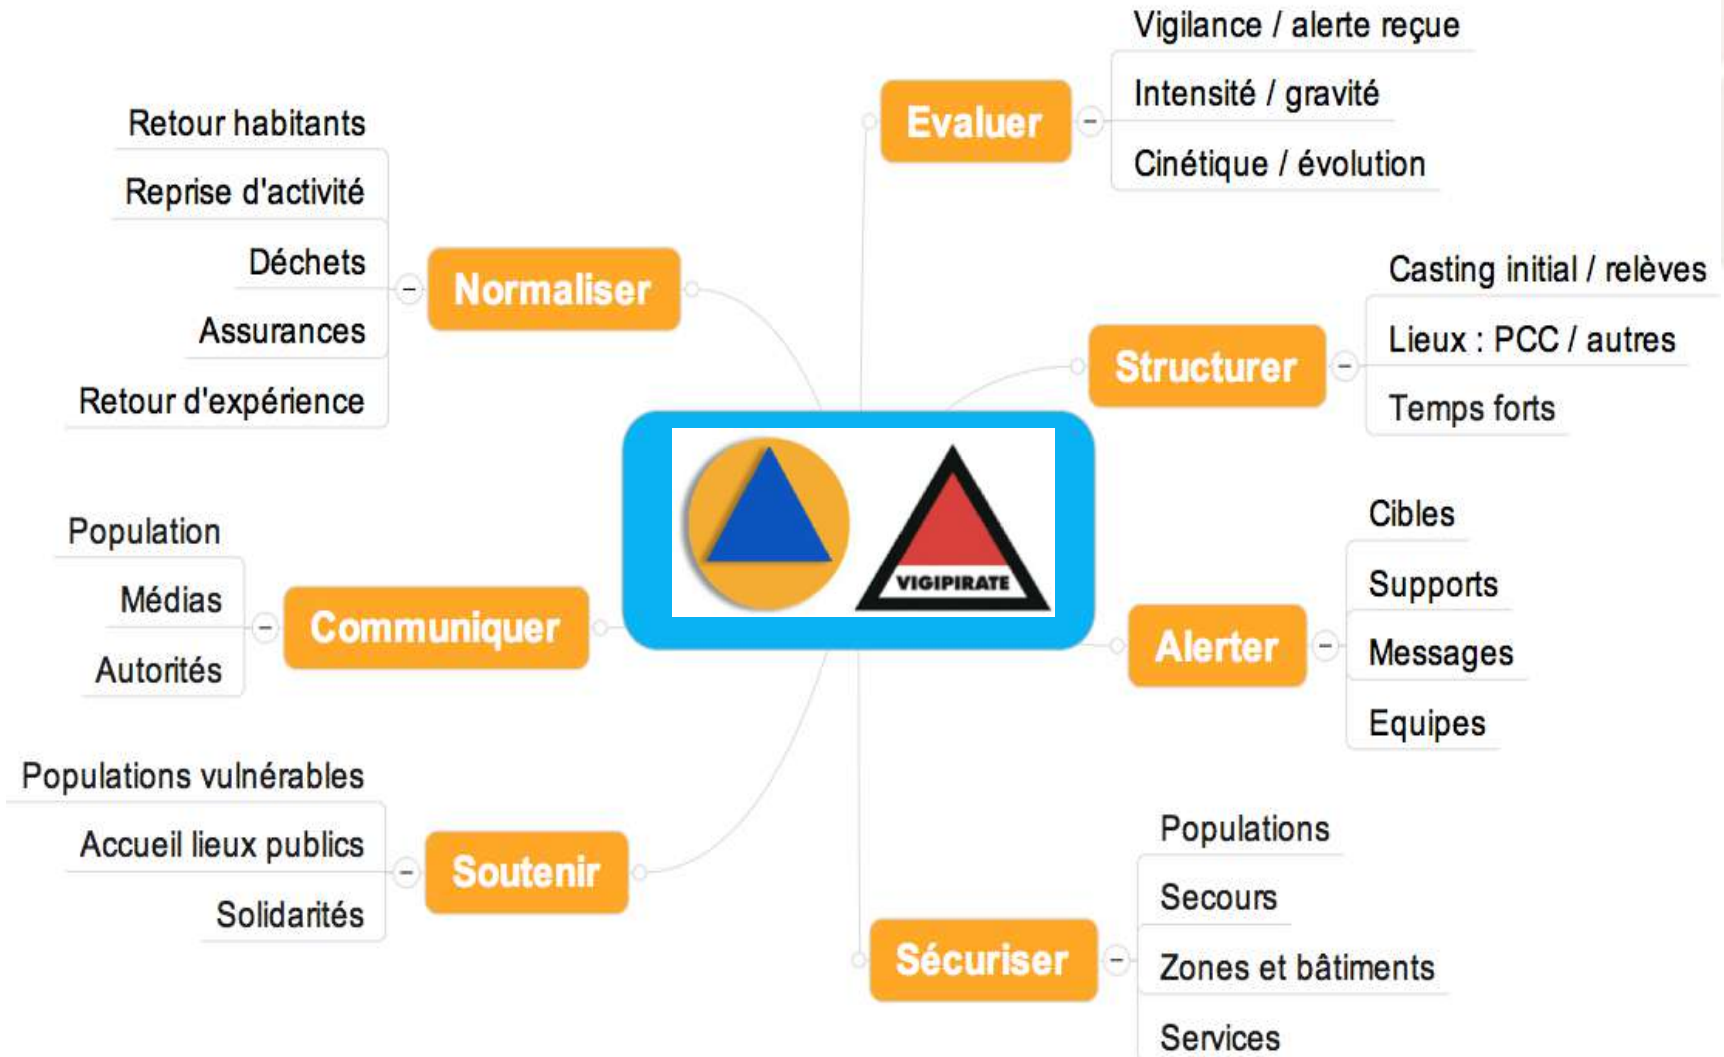 Evaluer
Vigilance / alerte reçue
Intensité / gravité
Cinétique / évolution
Structurer
Casting initial / relèves
Lieux : PCC / autres
Temps forts
Alerter
Cibles
Supports
Messages
Equipes
Sécuriser
Populations
Secours
Zones et bâtiments
Services
Soutenir
Populations vulnérables
Accueil lieux publics
Solidarités
Communiquer
Population
Médias
Autorités
Normaliser
Retour habitants
Reprise d'activité
Déchets
Assurances
Retour d'expérience
VIGIPIRATE